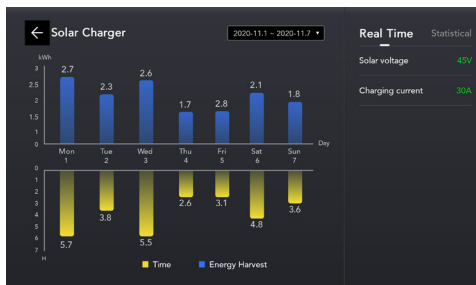 Solar Charger
2020-11.1 ~ 2020-11.7
Real Time Statistical
Solar voltage 45V
Charging current 30A
kWh
3
2.5
2
1.5
1
0
2.7 2.3 2.6 1.7 2.8 2.1 1.8
Day
Mon Tue Wed Thu Fri Sat Sun
1 2 3 4 5 6 7
0
1
2
3
4
5
6
7
H
5.7 3.8 5.5 2.6 3.1 4.8 3.6
Time Energy Harvest